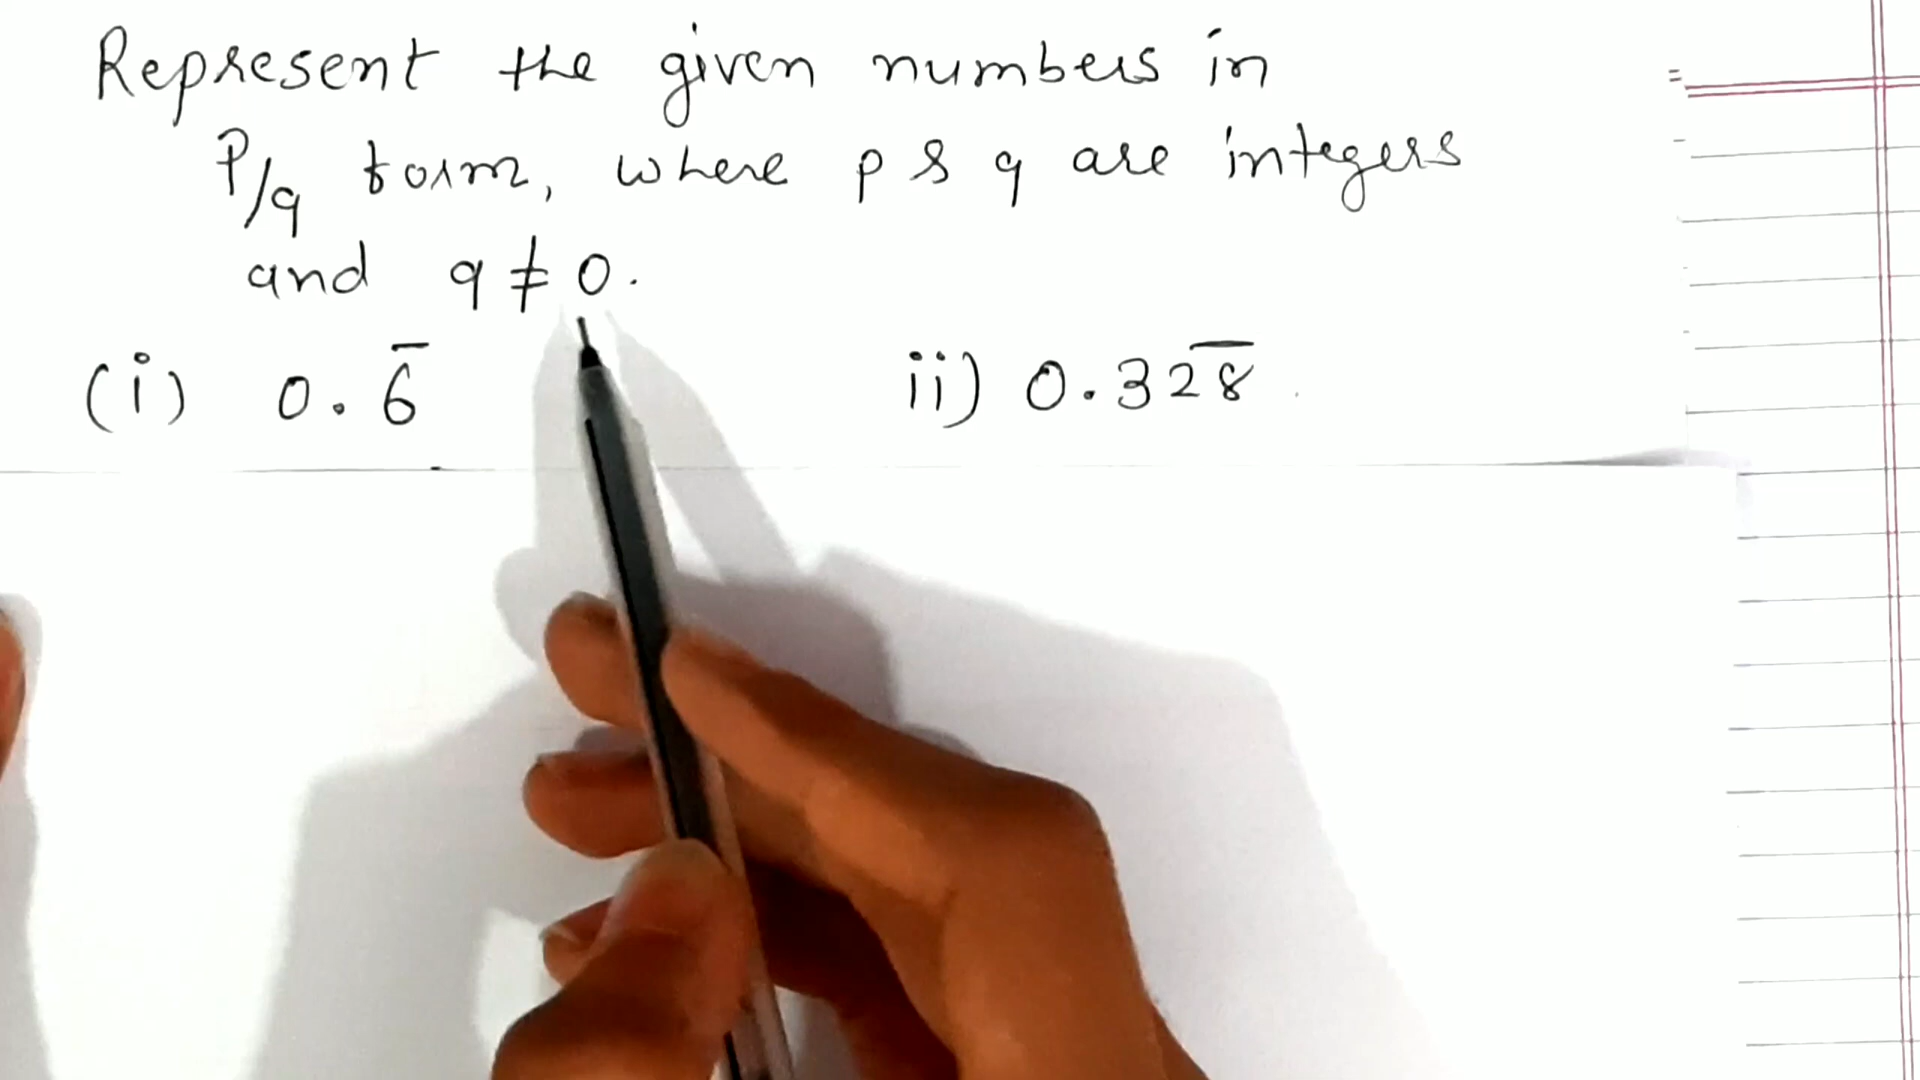 Represent the given numbers in
P/q form, where p & q are integers
and q ≠ 0.
(i) 0.6̅ ii) 0.32̅8̅